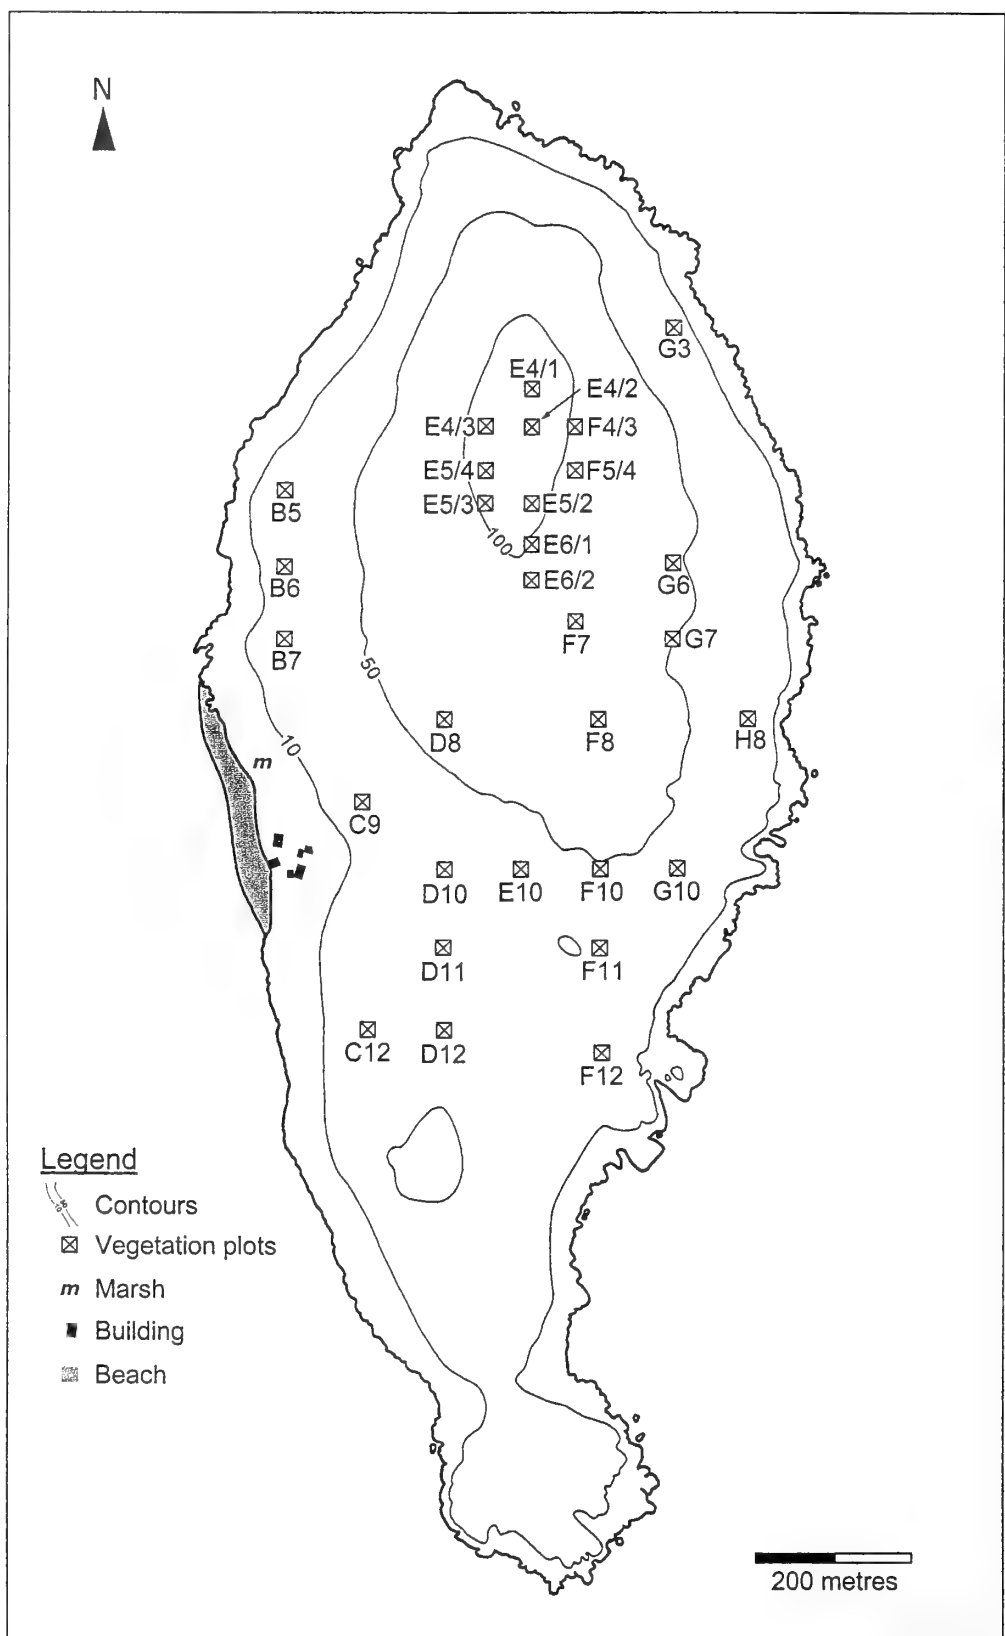 N
G3
E4/1
E4/2
E4/3
F4/3
E5/4
F5/4
B5
E5/3
E5/2
100
E6/1
B6
E6/2
G6
F7
G7
B7
50
D8
F8
H8
10
m
C9
D10
E10
F10
G10
D11
F11
C12
D12
F12
Legend
10 50
Contours
Vegetation plots
m Marsh
Building
Beach
200 metres